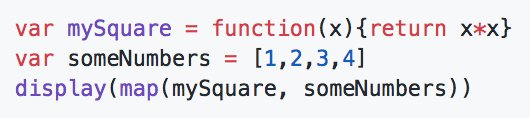 var mySquare = function(x){return x*x}
var someNumbers = [1,2,3,4]
display(map(mySquare, someNumbers))